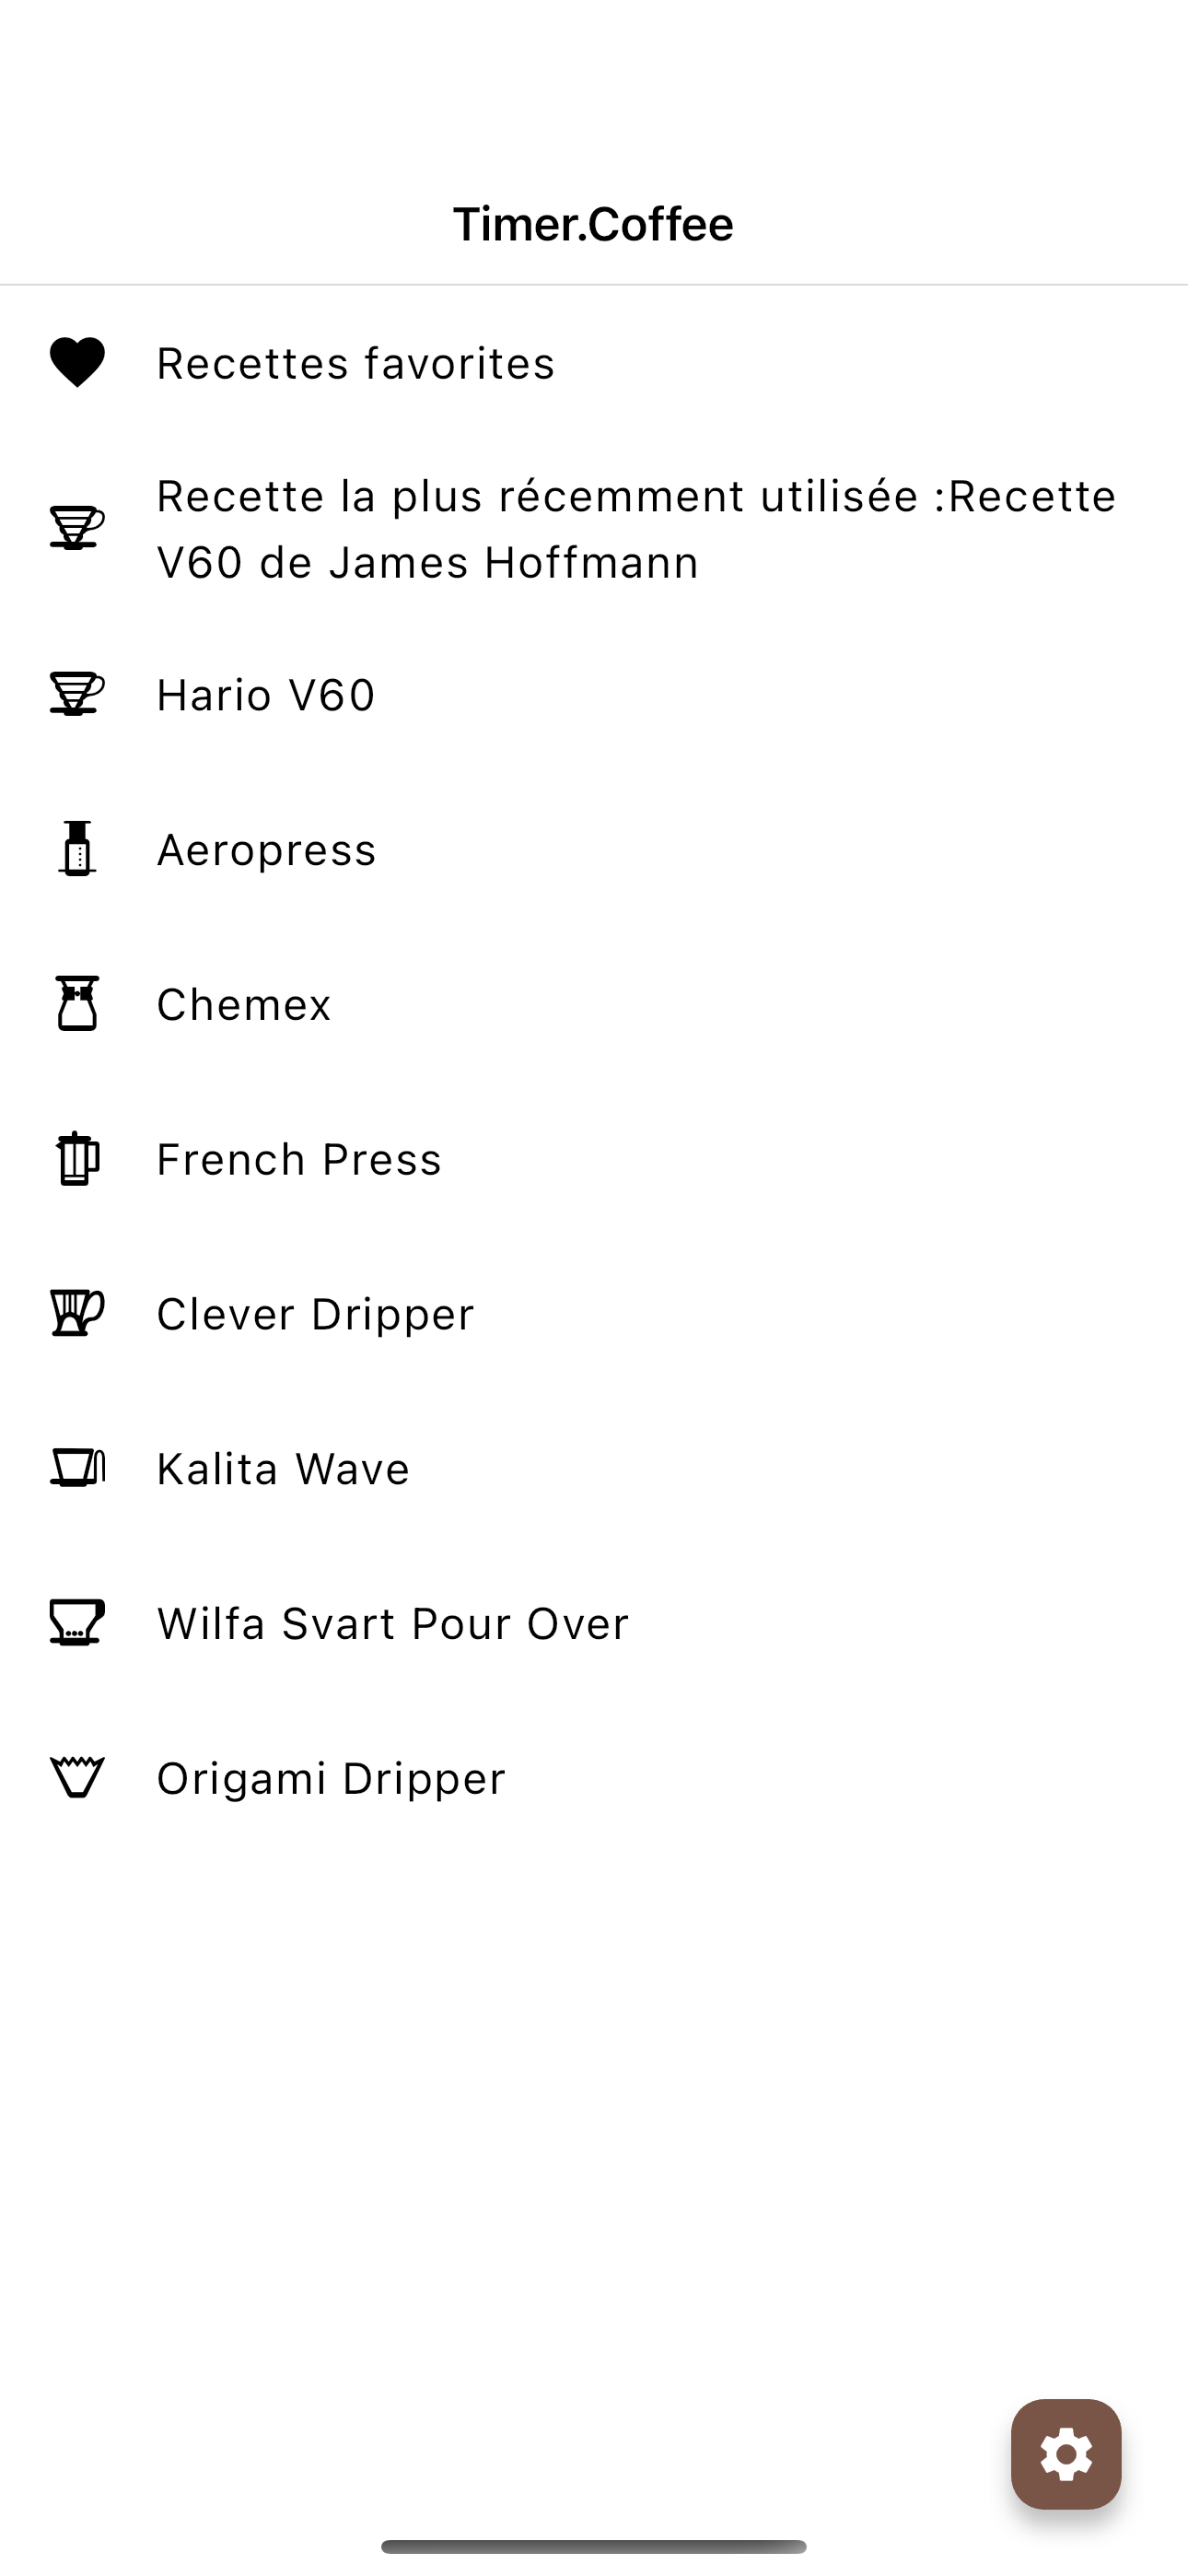 Timer.Coffee
Recettes favorites
Recette la plus récemment utilisée :Recette
V60 de James Hoffmann
Hario V60
Aeropress
Chemex
French Press
Clever Dripper
Kalita Wave
Wilfa Svart Pour Over
Origami Dripper